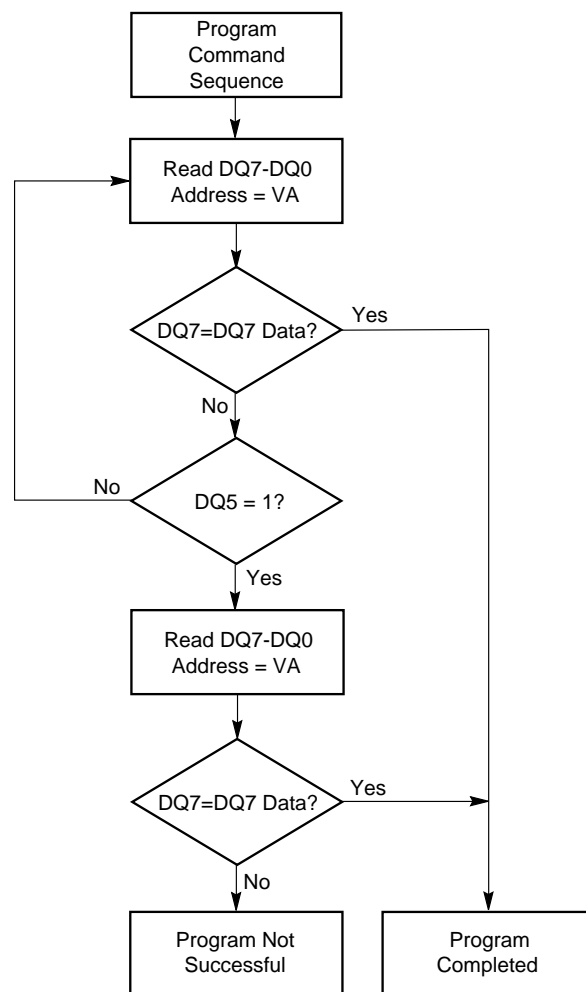 Program
Command
Sequence
Read DQ7-DQ0
Address = VA
DQ7=DQ7 Data?
Yes
No
No
DQ5 = 1?
Yes
Read DQ7-DQ0
Address = VA
DQ7=DQ7 Data?
Yes
No
Program Not
Successful
Program
Completed